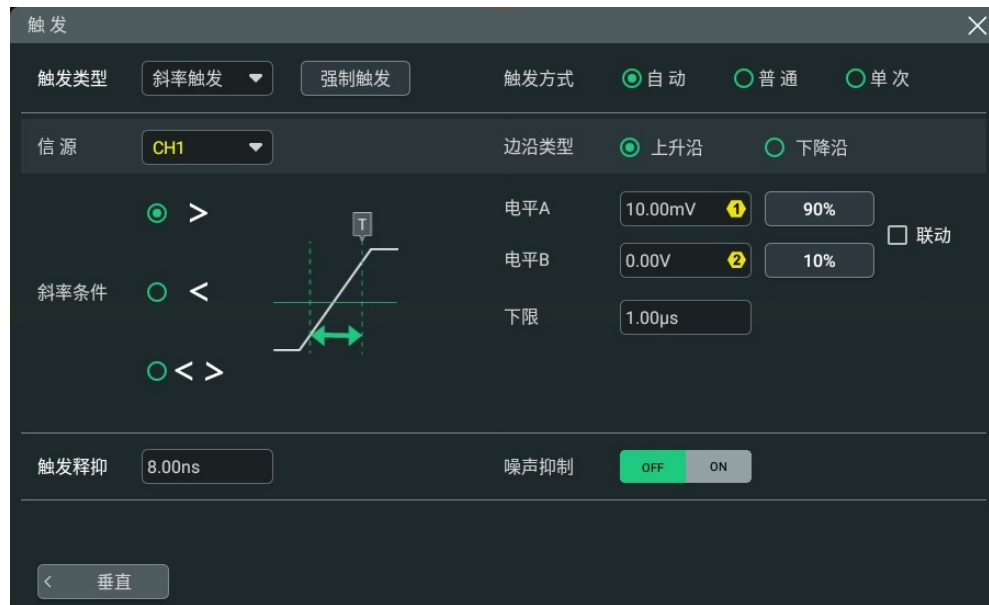 触发
触发类型 斜率触发 强制触发 触发方式 自动 普通 单次
信源 CH1 边沿类型 上升沿 下降沿
> T 电平A 10.00mV 1 90%
联动
电平B 0.00V 2 10%
斜率条件 <
下限 1.00μs
< >
触发释抑 8.00ns 噪声抑制 OFF ON
< 垂直